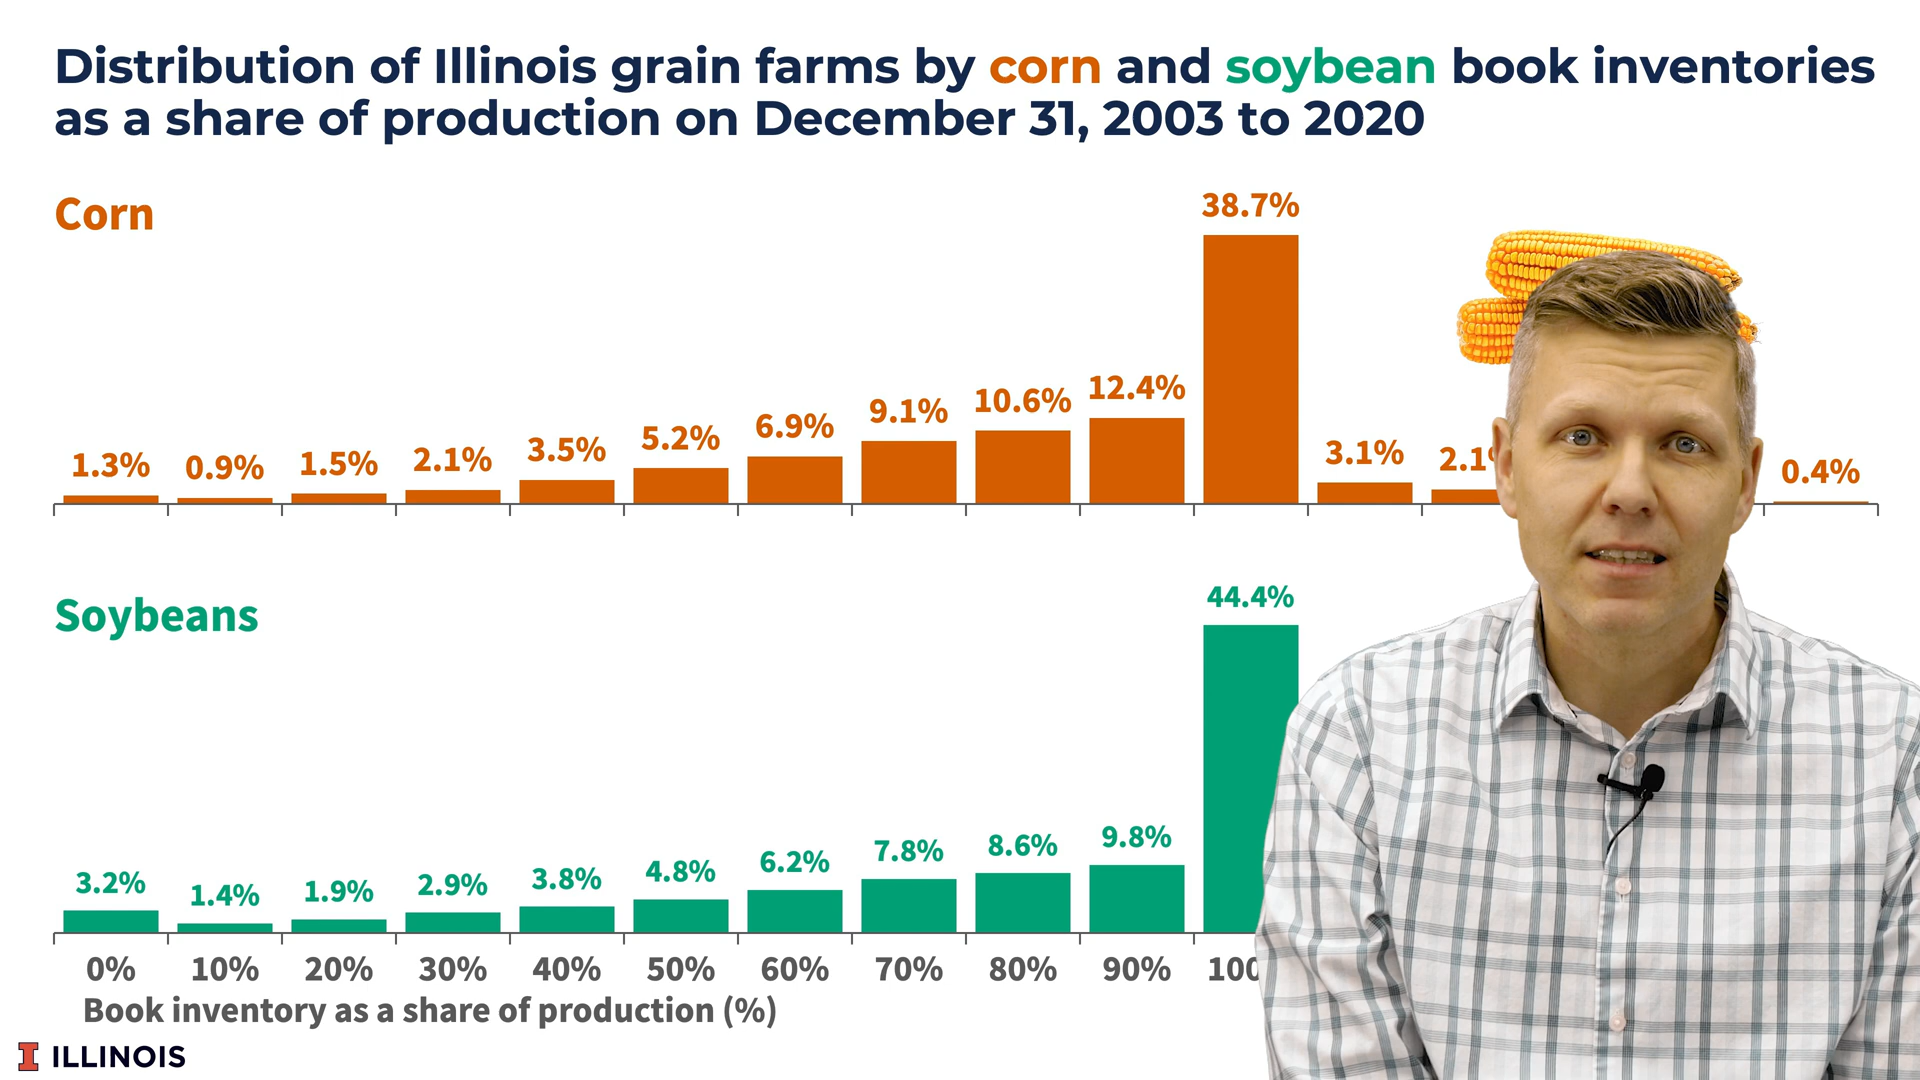 Distribution of Illinois grain farms by corn and soybean book inventories
as a share of production on December 31, 2003 to 2020
Corn
1.3% 0.9% 1.5% 2.1% 3.5% 5.2% 6.9% 9.1% 10.6% 12.4% 38.7% 3.1% 2.1% 0.4%
Soybeans
3.2% 1.4% 1.9% 2.9% 3.8% 4.8% 6.2% 7.8% 8.6% 9.8% 44.4%
0% 10% 20% 30% 40% 50% 60% 70% 80% 90% 100
Book inventory as a share of production (%)
I ILLINOIS